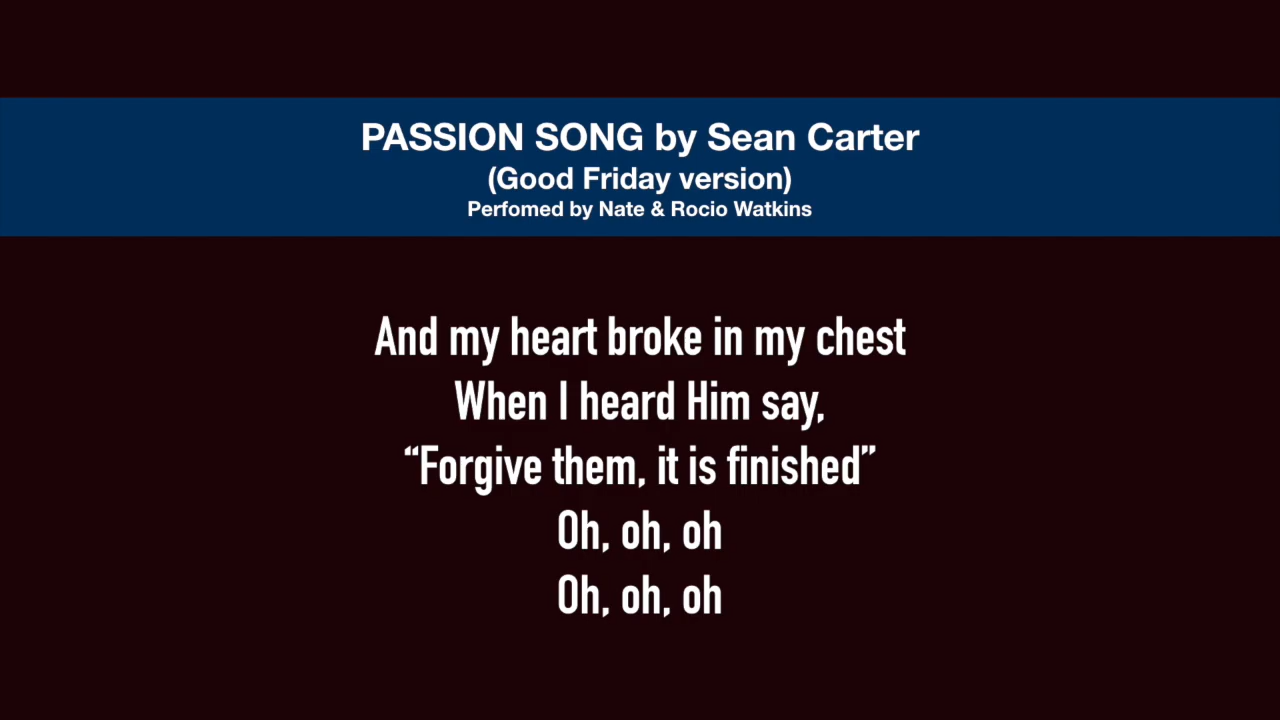 PASSION SONG by Sean Carter
(Good Friday version)
Perfomed by Nate & Rocio Watkins
And my heart broke in my chest
When I heard Him say,
“Forgive them, it is finished”
Oh, oh, oh
Oh, oh, oh